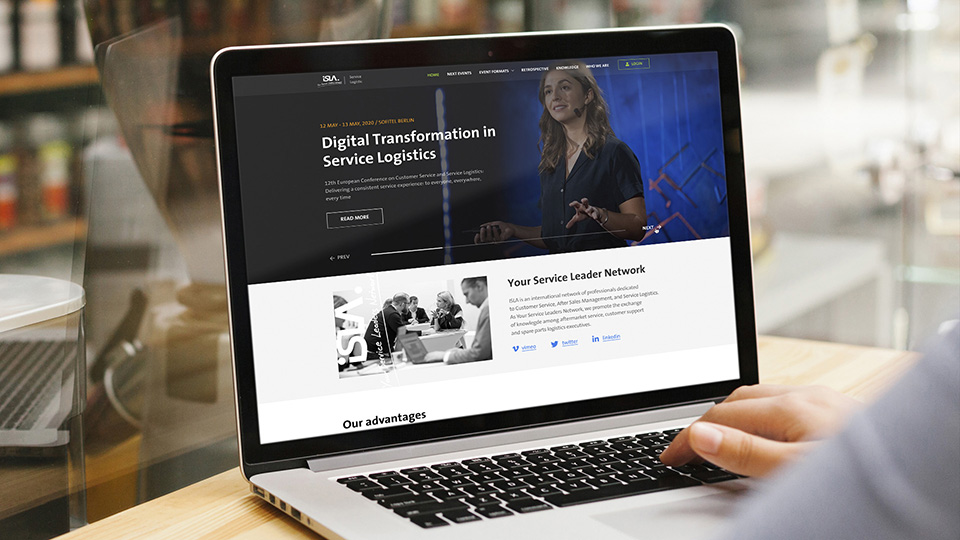 iSLA.
Service
Logistic
HOME NEXT EVENTS EVENT FORMATS RETROSPECTIVE KNOWLEDGE WHO WE ARE LOGIN
12 MAY - 13 MAY, 2020 / SOFITEL BERLIN
Digital Transformation in
Service Logistics
12th European Conference on Customer Service and Service Logistics:
Delivering a consistent service experience: to everyone, everywhere,
every time
READ MORE
PREV
NEXT
iSLA.
Service Leader
Your Service Leader Network
ISLA is an international network of professionals dedicated
to Customer Service, After Sales Management, and Service Logistics.
As Your Service Leaders Network, we promote the exchange
of knowledge among aftermarket service, customer support
and spare parts logistics executives.
vimeo twitter linkedin
Our advantages